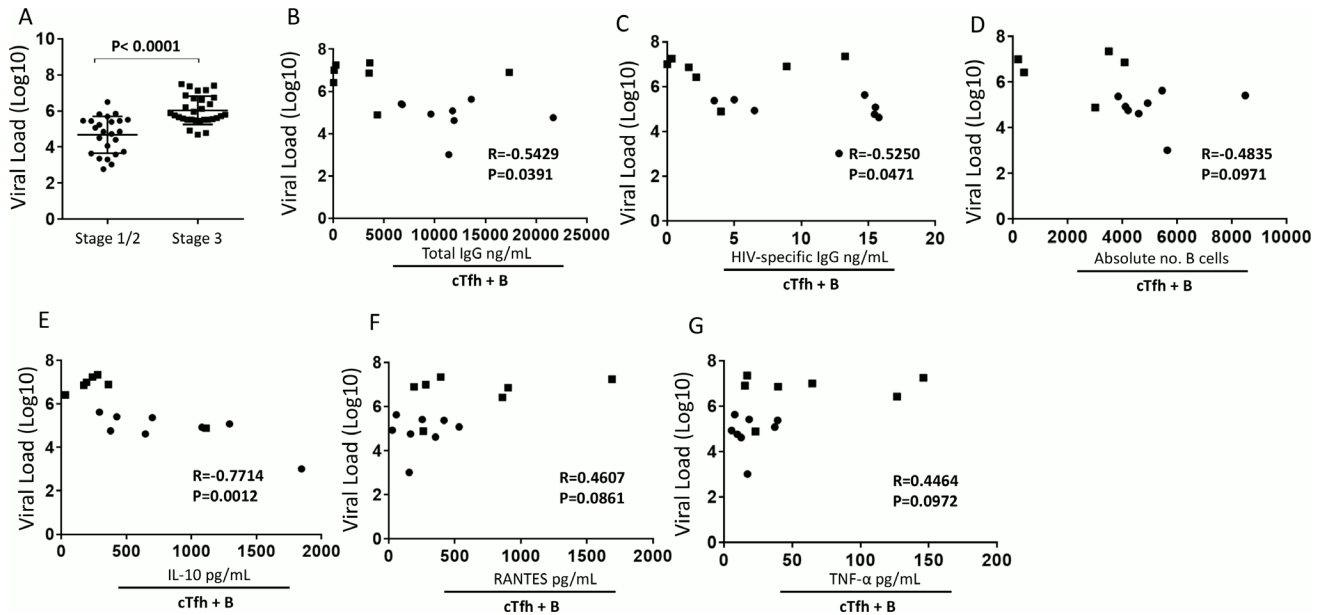 A
P< 0.0001
Viral Load (Log10)
10
8
6
4
2
0
Stage 1/2 Stage 3
B
Viral Load (Log10)
8
6
4
2
0
R=-0.5429
P=0.0391
0 5000 10000 15000 20000 25000
Total IgG ng/mL
cTfh + B
C
Viral Load (Log10)
8
6
4
2
0
R=-0.5250
P=0.0471
0 5 10 15 20
HIV-specific IgG ng/mL
cTfh + B
D
Viral Load (Log10)
8
6
4
2
0
R=-0.4835
P=0.0971
0 2000 4000 6000 8000 10000
Absolute no. B cells
cTfh + B
E
Viral Load (Log10)
8
6
4
2
0
R=-0.7714
P=0.0012
0 500 1000 1500 2000
IL-10 pg/mL
cTfh + B
F
Viral Load (Log10)
8
6
4
2
0
R=0.4607
P=0.0861
0 500 1000 1500 2000
RANTES pg/mL
cTfh + B
G
Viral Load (Log10)
8
6
4
2
0
R=0.4464
P=0.0972
0 50 100 150 200
TNF-α pg/mL
cTfh + B